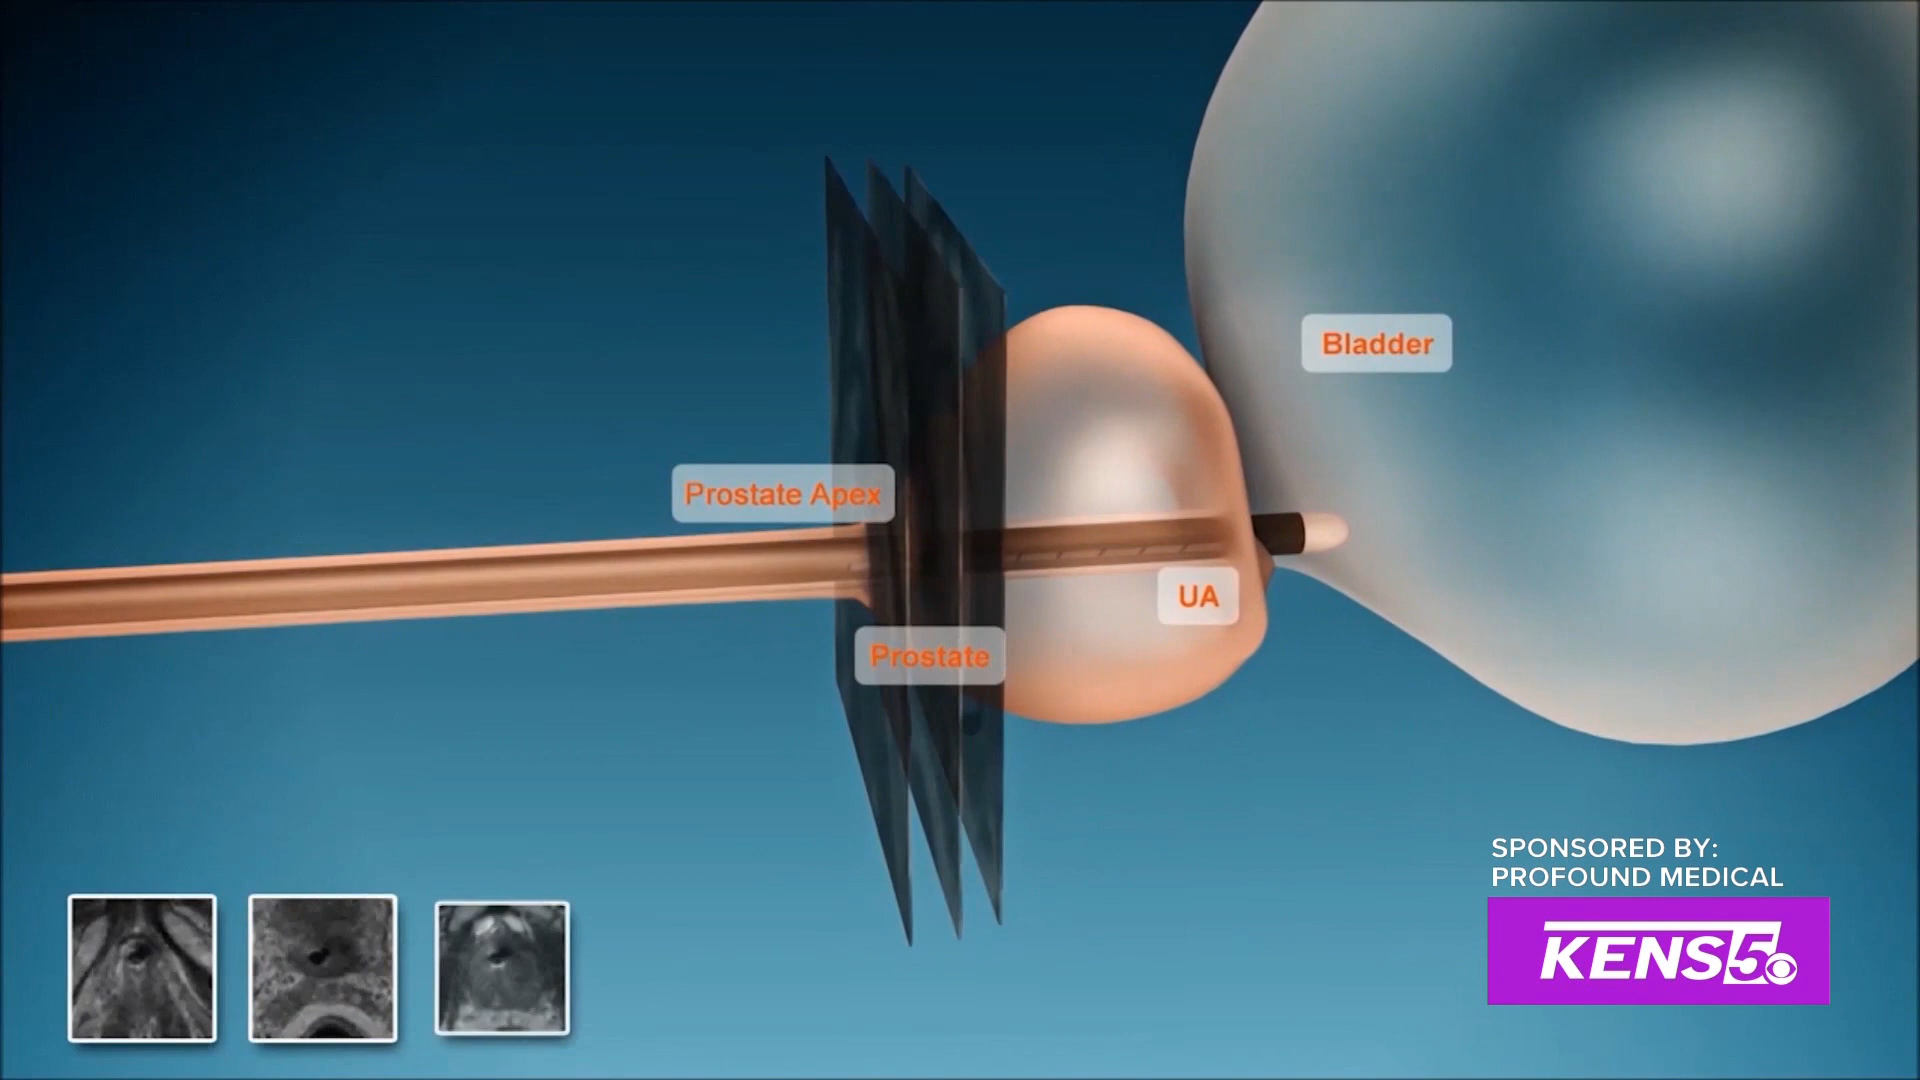 Bladder
Prostate Apex
UA
Prostate
SPONSORED BY:
PROFOUND MEDICAL
KENS5